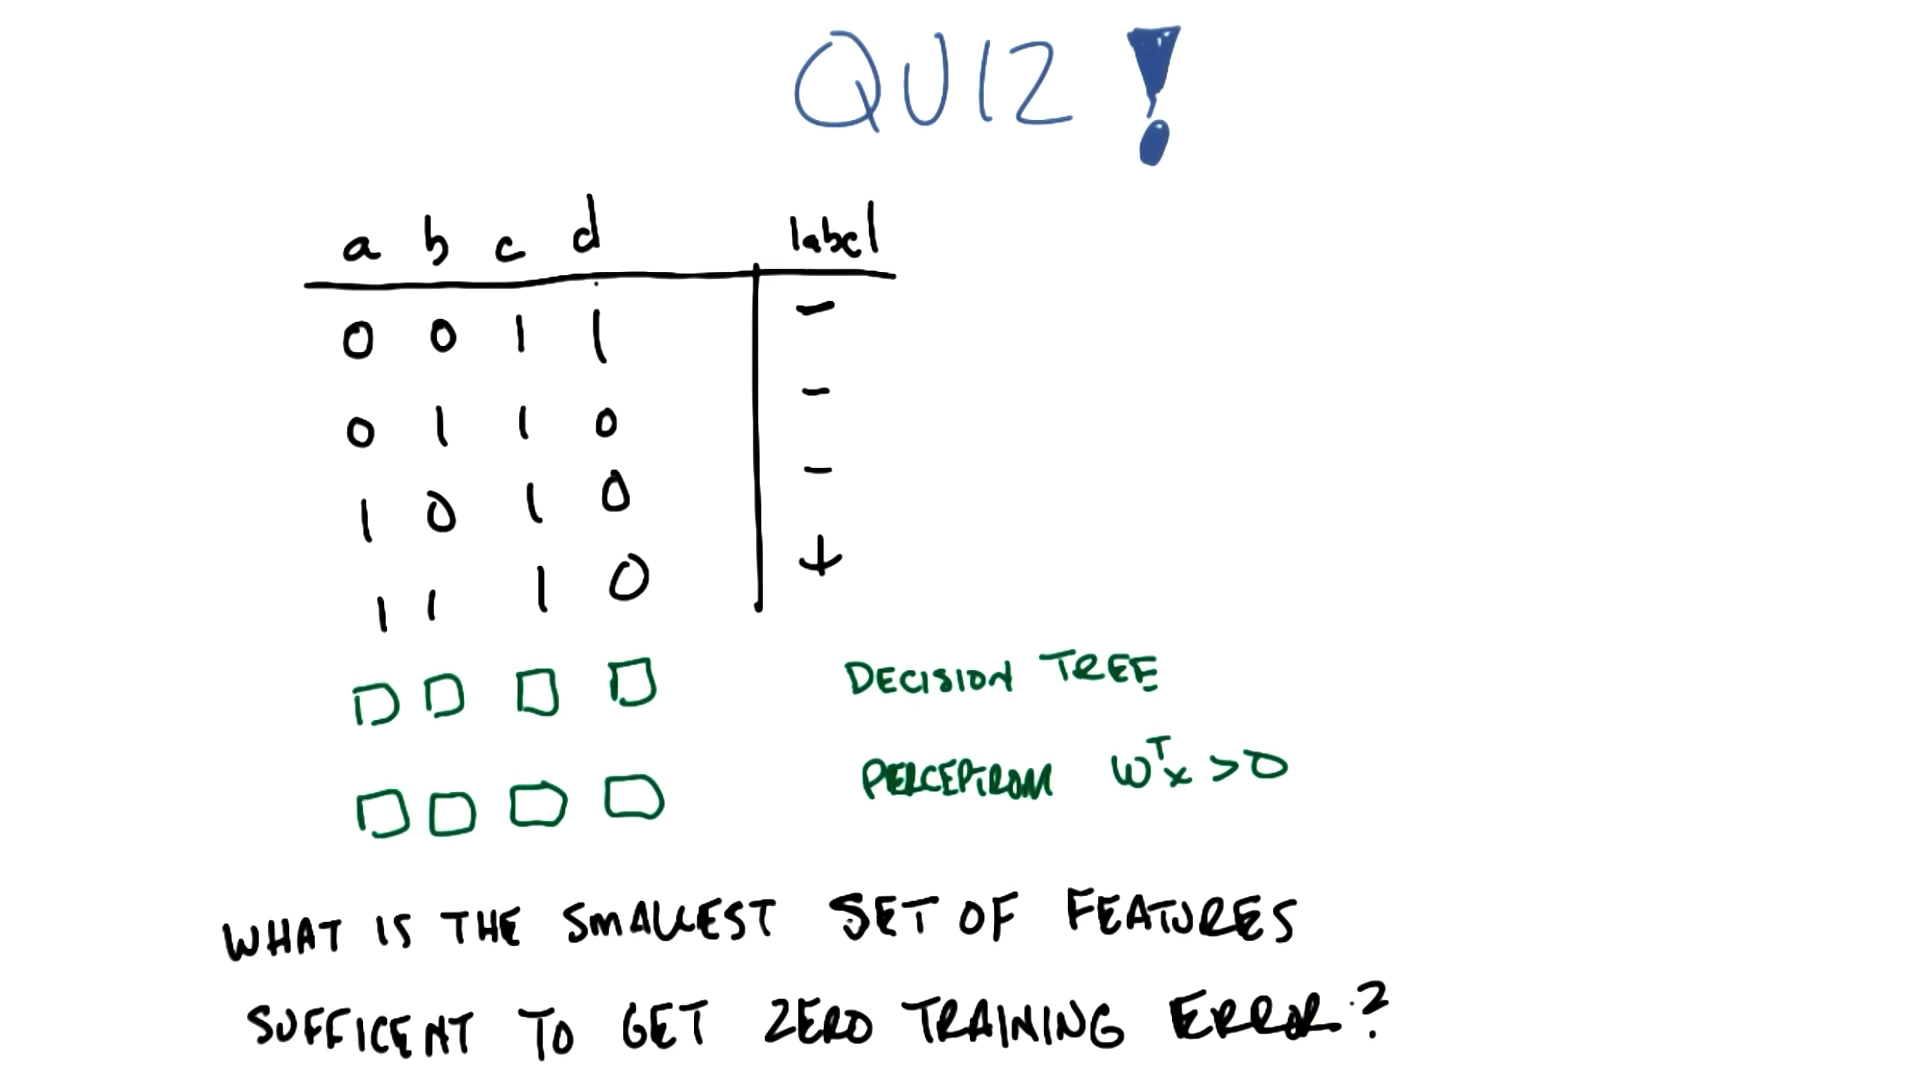 QUIZ!
a b c d label
0 0 1 1 -
0 1 1 0 -
1 0 1 0 -
1 1 1 0 +
DECISION TREE
PERCEPTRON wᵀx > 0
WHAT IS THE SMALLEST SET OF FEATURES
SUFFICENT TO GET ZERO TRAINING ERROR?